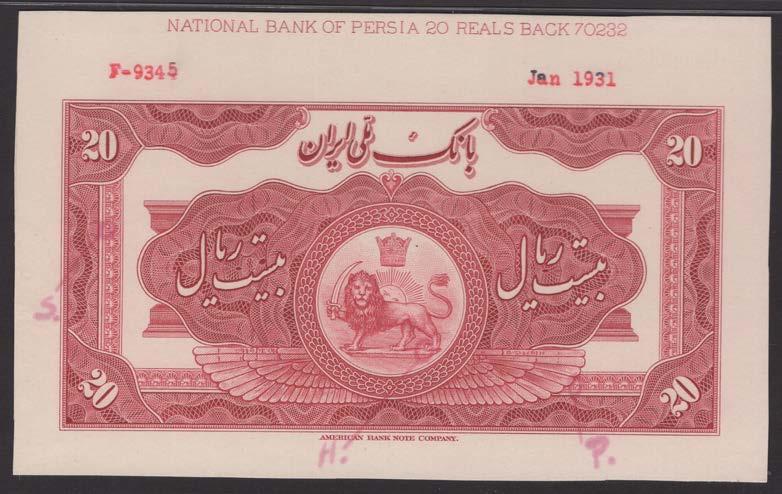 NATIONAL BANK OF PERSIA 20 REALS BACK 70232
F-9345 Jan 1931
20 20
بانک ملی ایران
بیست ریال بیست ریال
S.
20 20
AMERICAN BANK NOTE COMPANY.
H. P.